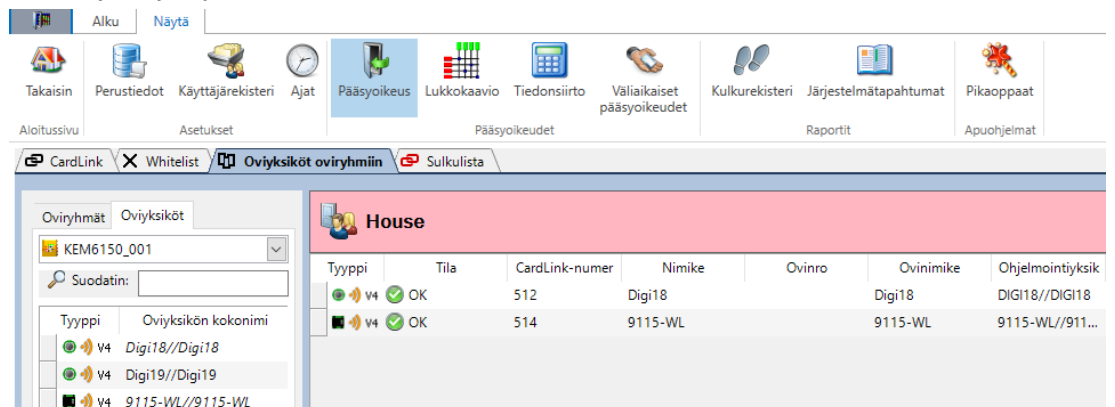 Alku Näytä
Takaisin Perustiedot Käyttäjärekisteri Ajat Pääsyoikeus Lukkokaavio Tiedonsiirto Väliaikaiset pääsyoikeudet Kulkurekisteri Järjestelmätapahtumat Pikaoppaat
Aloitussivu Asetukset Pääsyoikeudet Raportit Apuohjelmat
CardLink Whitelist Oviyksiköt oviryhmiin Sulkulista
Oviryhmät Oviyksiköt
KEM6150_001
Suodatin:
Tyyppi Oviyksikön kokonimi
V4 Digi18//Digi18
V4 Digi19//Digi19
V4 9115-WL//9115-WL
House
Tyyppi Tila CardLink-numer Nimike Ovinro Ovinimike Ohjelmointiyksik
V4 OK 512 Digi18 Digi18 DIGI18//DIGI18
V4 OK 514 9115-WL 9115-WL 9115-WL//911...